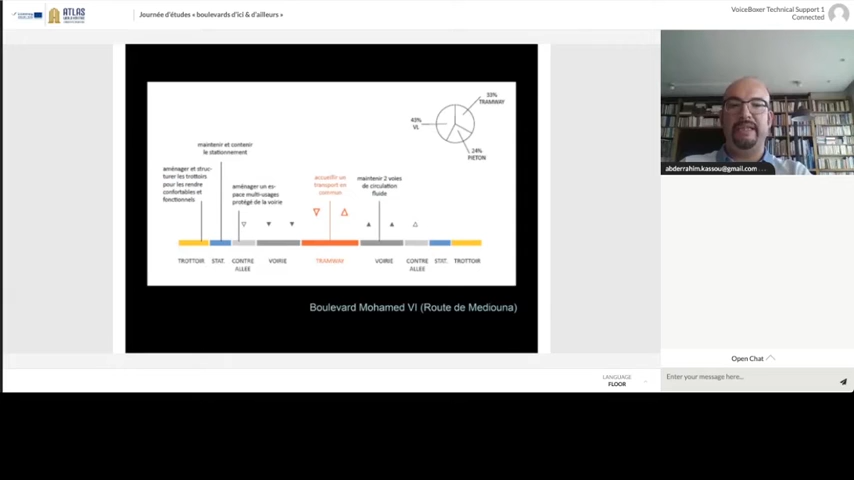 ATLAS
Journée d'études « boulevards d'ici & d'ailleurs »
VoiceBoxer Technical Support 1
Connected
33%
TRAMWAY
43%
VL
24%
PIETON
maintenir et contenir
le stationnement
aménager et struc-
turer les trottoirs
pour les rendre
confortables et
fonctionnels
aménager un es-
pace multi-usages
protégé de la voirie
accueillir un
transport en
commun
maintenir 2 voies
de circulation
fluide
TROTTOIR STAT. CONTRE ALLEE VOIRIE TRAMWAY VOIRIE CONTRE ALLEE STAT. TROTTOIR
Boulevard Mohamed VI (Route de Mediouna)
abderrahim.kassou@gmail.com
Open Chat
LANGUAGE
FLOOR
Enter your message here...